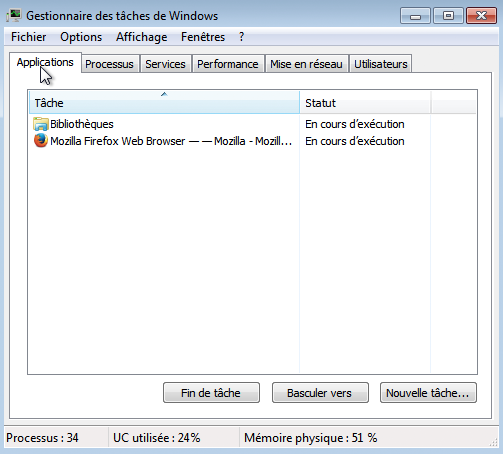 Gestionnaire des tâches de Windows
Fichier Options Affichage Fenêtres ?
Applications Processus Services Performance Mise en réseau Utilisateurs
Tâche Statut
Bibliothèques En cours d'exécution
Mozilla Firefox Web Browser — — Mozilla - Mozill... En cours d'exécution
Fin de tâche Basculer vers Nouvelle tâche...
Processus : 34 UC utilisée : 24% Mémoire physique : 51 %